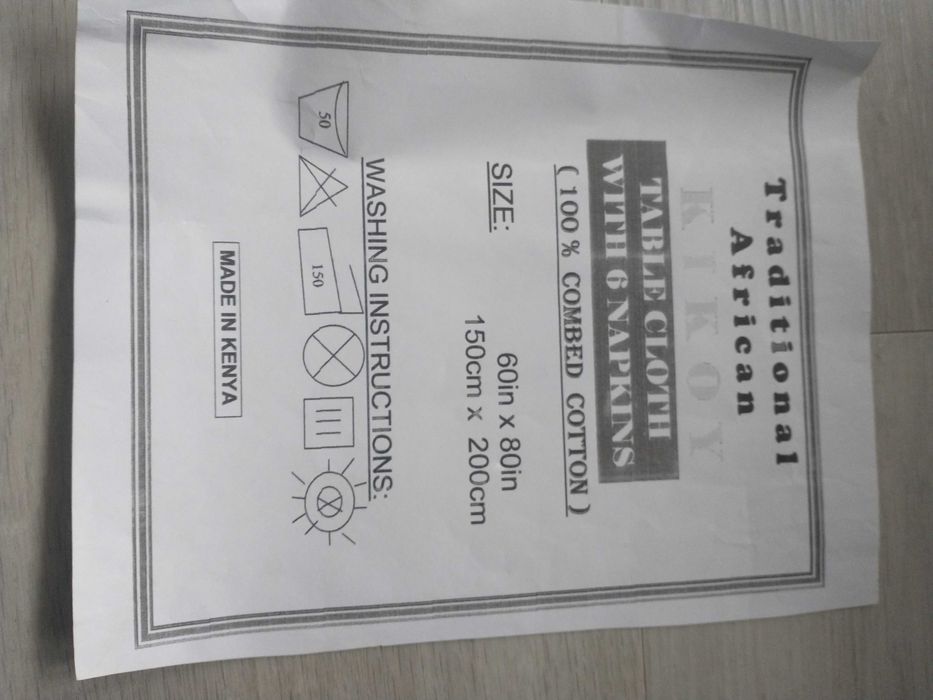 Traditional
African
KIKOY
TABLE CLOTH
WITH 6 NAPKINS
( 100 % COMBED COTTON )
SIZE:
60in x 80in
150cm x 200cm
WASHING INSTRUCTIONS:
50
150
MADE IN KENYA